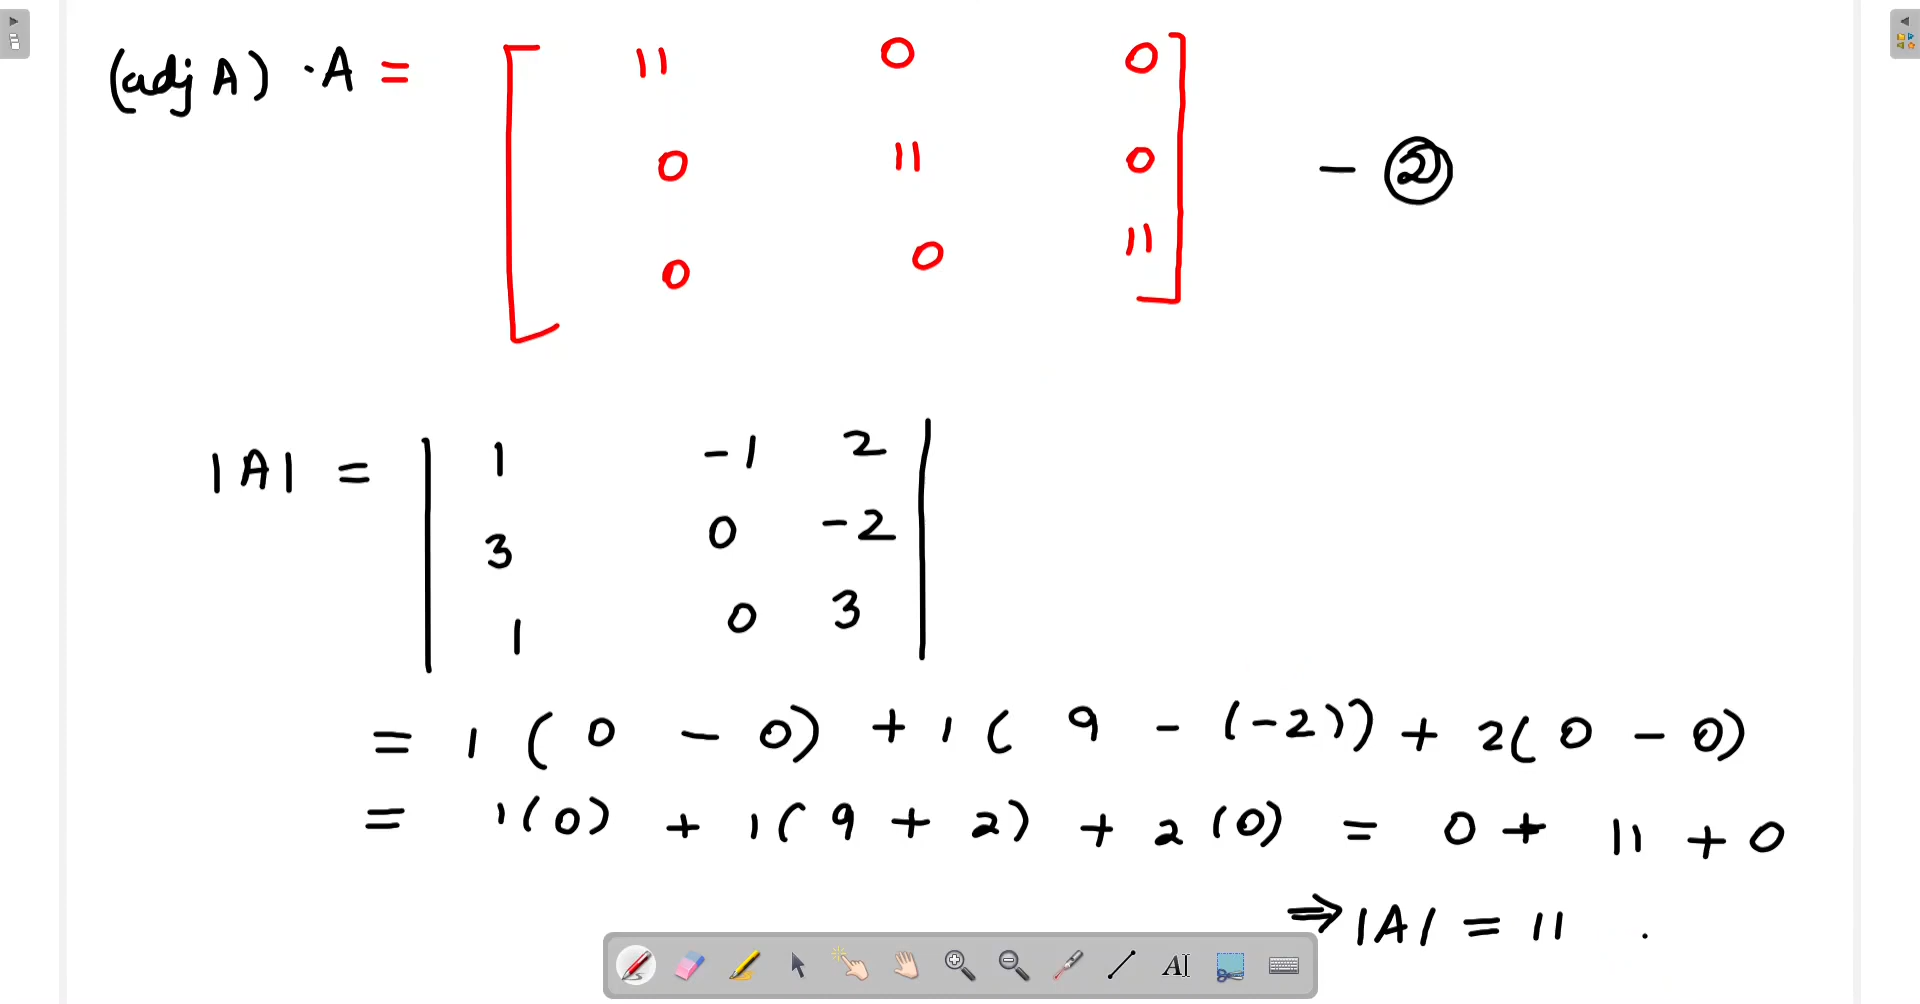 (adj A) · A = [ 11 0 0
0 11 0 - ②
0 0 11 ]
|A| = | 1 -1 2
3 0 -2
1 0 3 |
= 1 ( 0 - 0) + 1 ( 9 - (-2)) + 2( 0 - 0)
= 1(0) + 1( 9 + 2) + 2 (0) = 0 + 11 + 0
⇒ |A| = 11 .